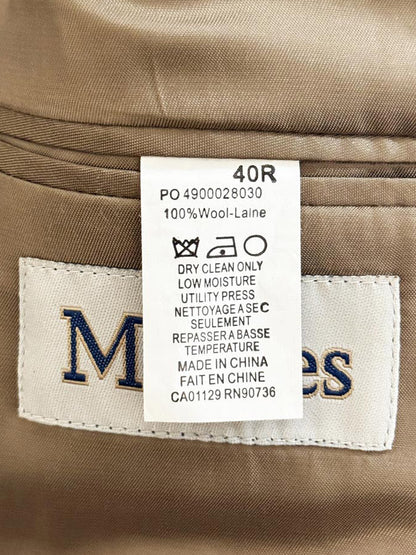 40R
PO 4900028030
100%Wool-Laine
DRY CLEAN ONLY
LOW MOISTURE
UTILITY PRESS
NETTOYAGE A SE C
SEULEMENT
REPASSER A BASSE
TEMPERATURE
MADE IN CHINA
FAIT EN CHINE
CA01129 RN90736